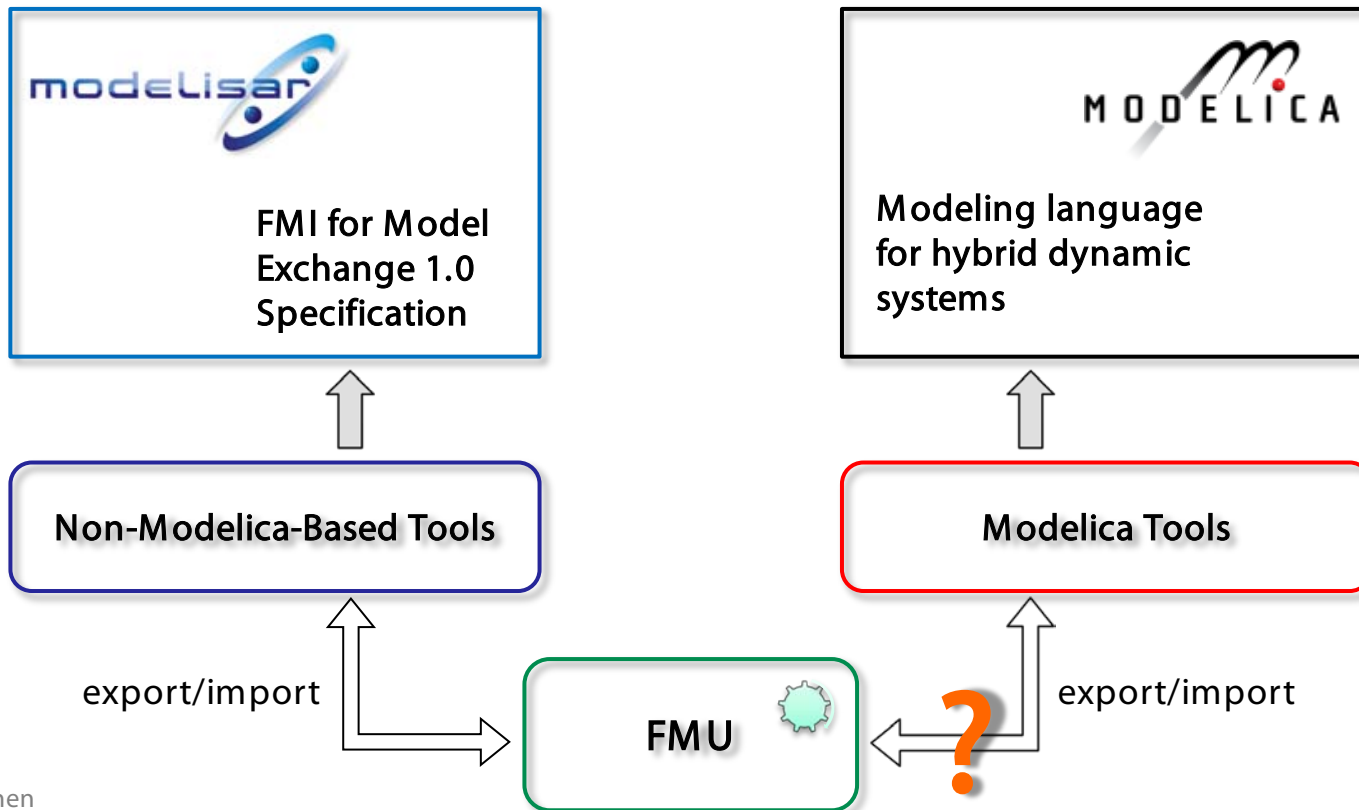 modelisar
FMI for Model
Exchange 1.0
Specification
MODELICA
Modeling language
for hybrid dynamic
systems
Non-Modelica-Based Tools
Modelica Tools
export/import
FMU
?
export/import